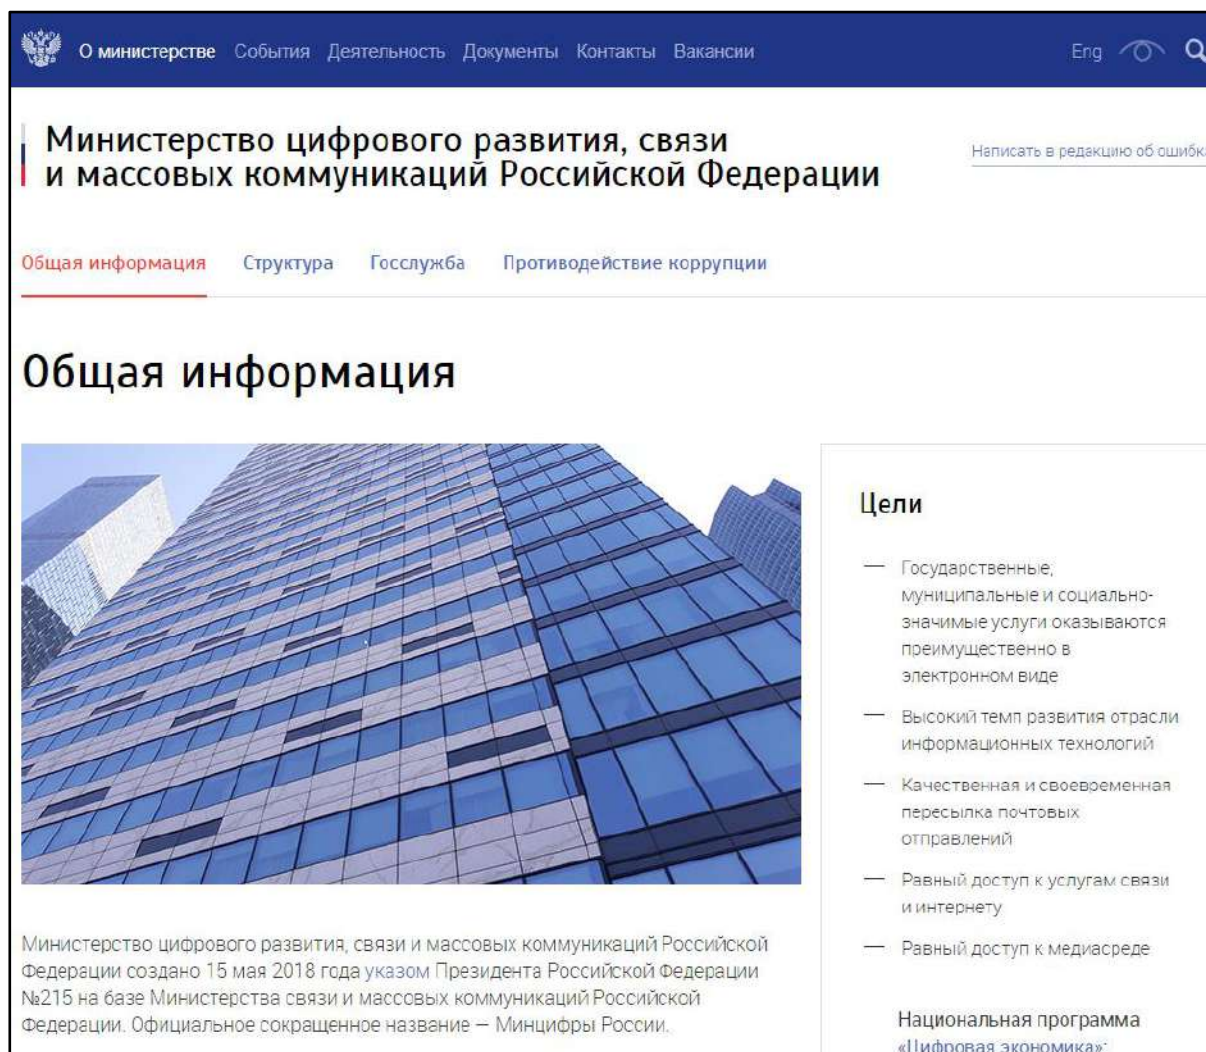 О министерстве События Деятельность Документы Контакты Вакансии Eng
Министерство цифрового развития, связи
и массовых коммуникаций Российской Федерации
Написать в редакцию об ошибка
Общая информация Структура Госслужба Противодействие коррупции
Общая информация
Министерство цифрового развития, связи и массовых коммуникаций Российской
Федерации создано 15 мая 2018 года указом Президента Российской Федерации
№215 на базе Министерства связи и массовых коммуникаций Российской
Федерации. Официальное сокращенное название — Минцифры России.
Цели
— Государственные,
муниципальные и социально-
значимые услуги оказываются
преимущественно в
электронном виде
— Высокий темп развития отрасли
информационных технологий
— Качественная и своевременная
пересылка почтовых
отправлений
— Равный доступ к услугам связи
и интернету
— Равный доступ к медиасреде
Национальная программа
«Цифровая экономика»: